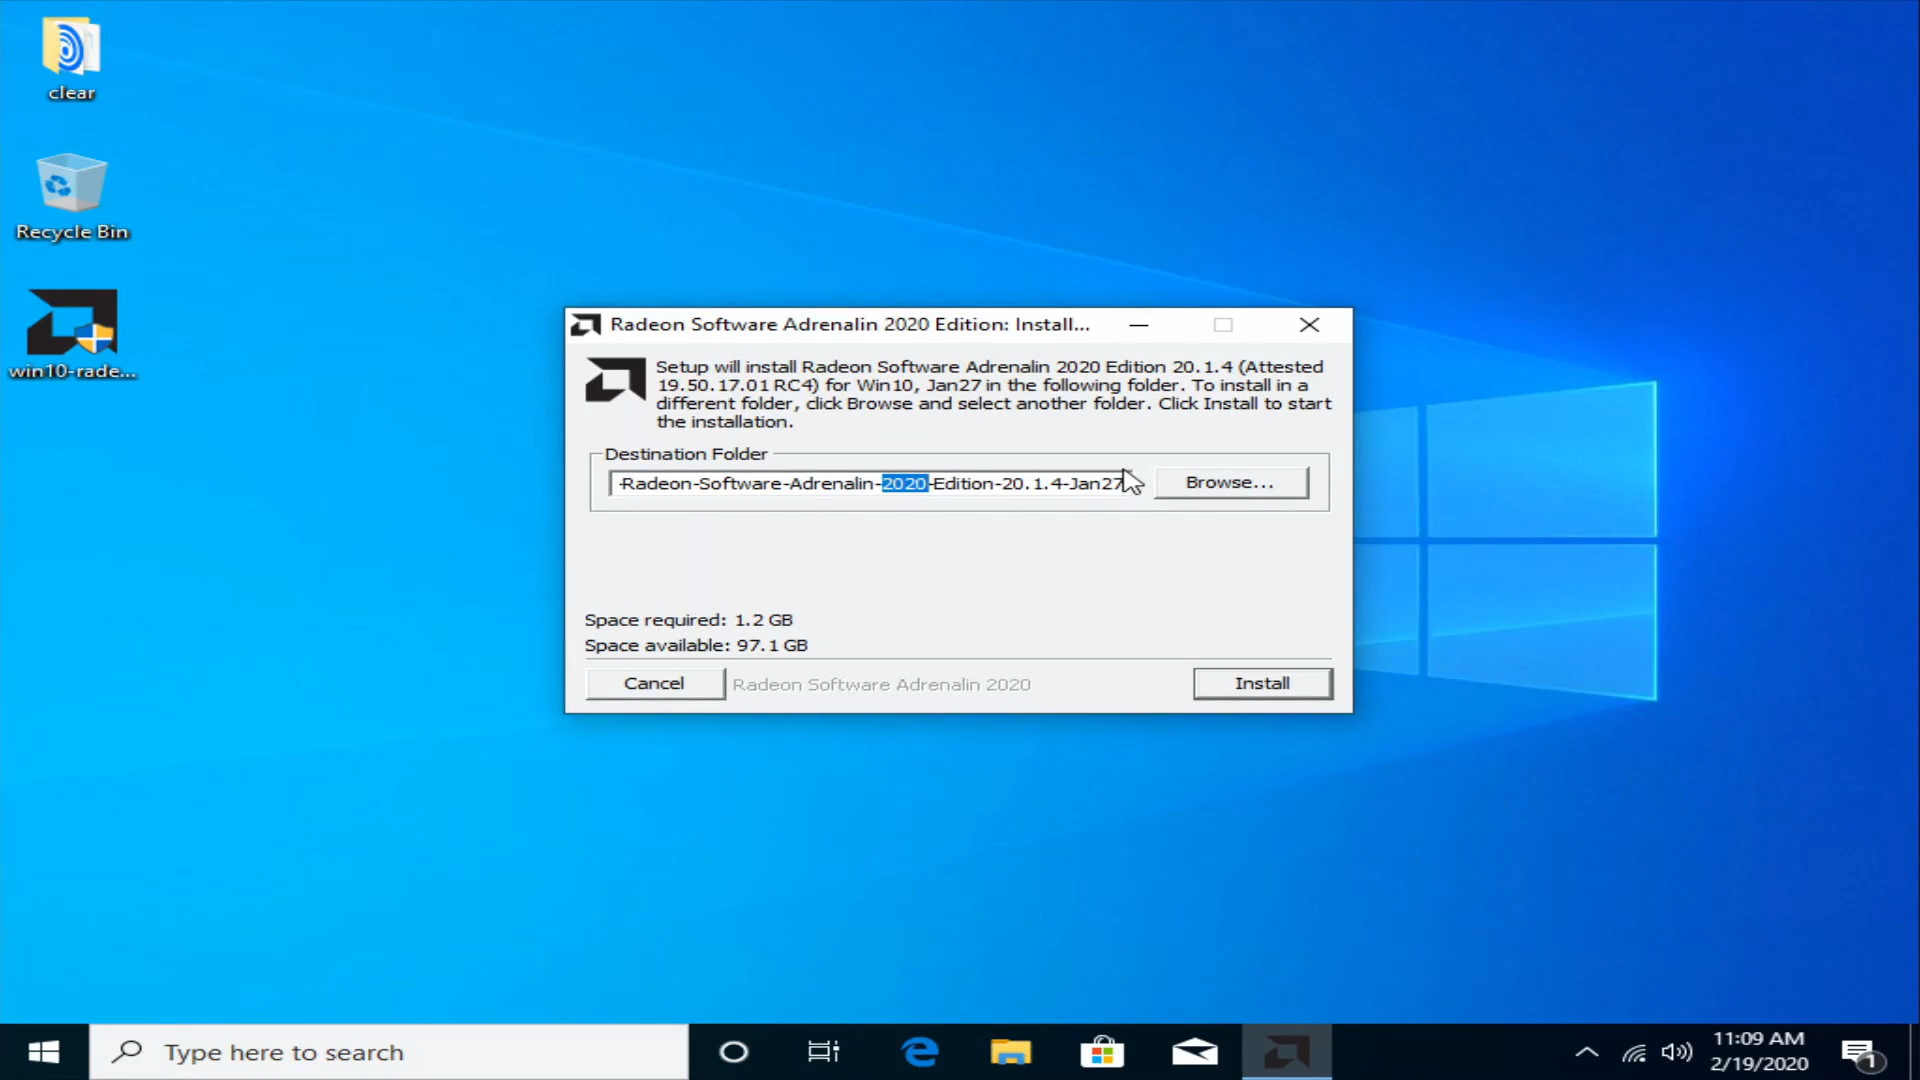 clear
Recycle Bin
win10-rade...
Radeon Software Adrenalin 2020 Edition: Install...
Setup will install Radeon Software Adrenalin 2020 Edition 20.1.4 (Attested
19.50.17.01 RC4) for Win10, Jan27 in the following folder. To install in a
different folder, click Browse and select another folder. Click Install to start
the installation.
Destination Folder
-Radeon-Software-Adrenalin-2020-Edition-20.1.4-Jan27
Browse...
Space required: 1.2 GB
Space available: 97.1 GB
Cancel
Radeon Software Adrenalin 2020
Install
Type here to search
11:09 AM
2/19/2020
1